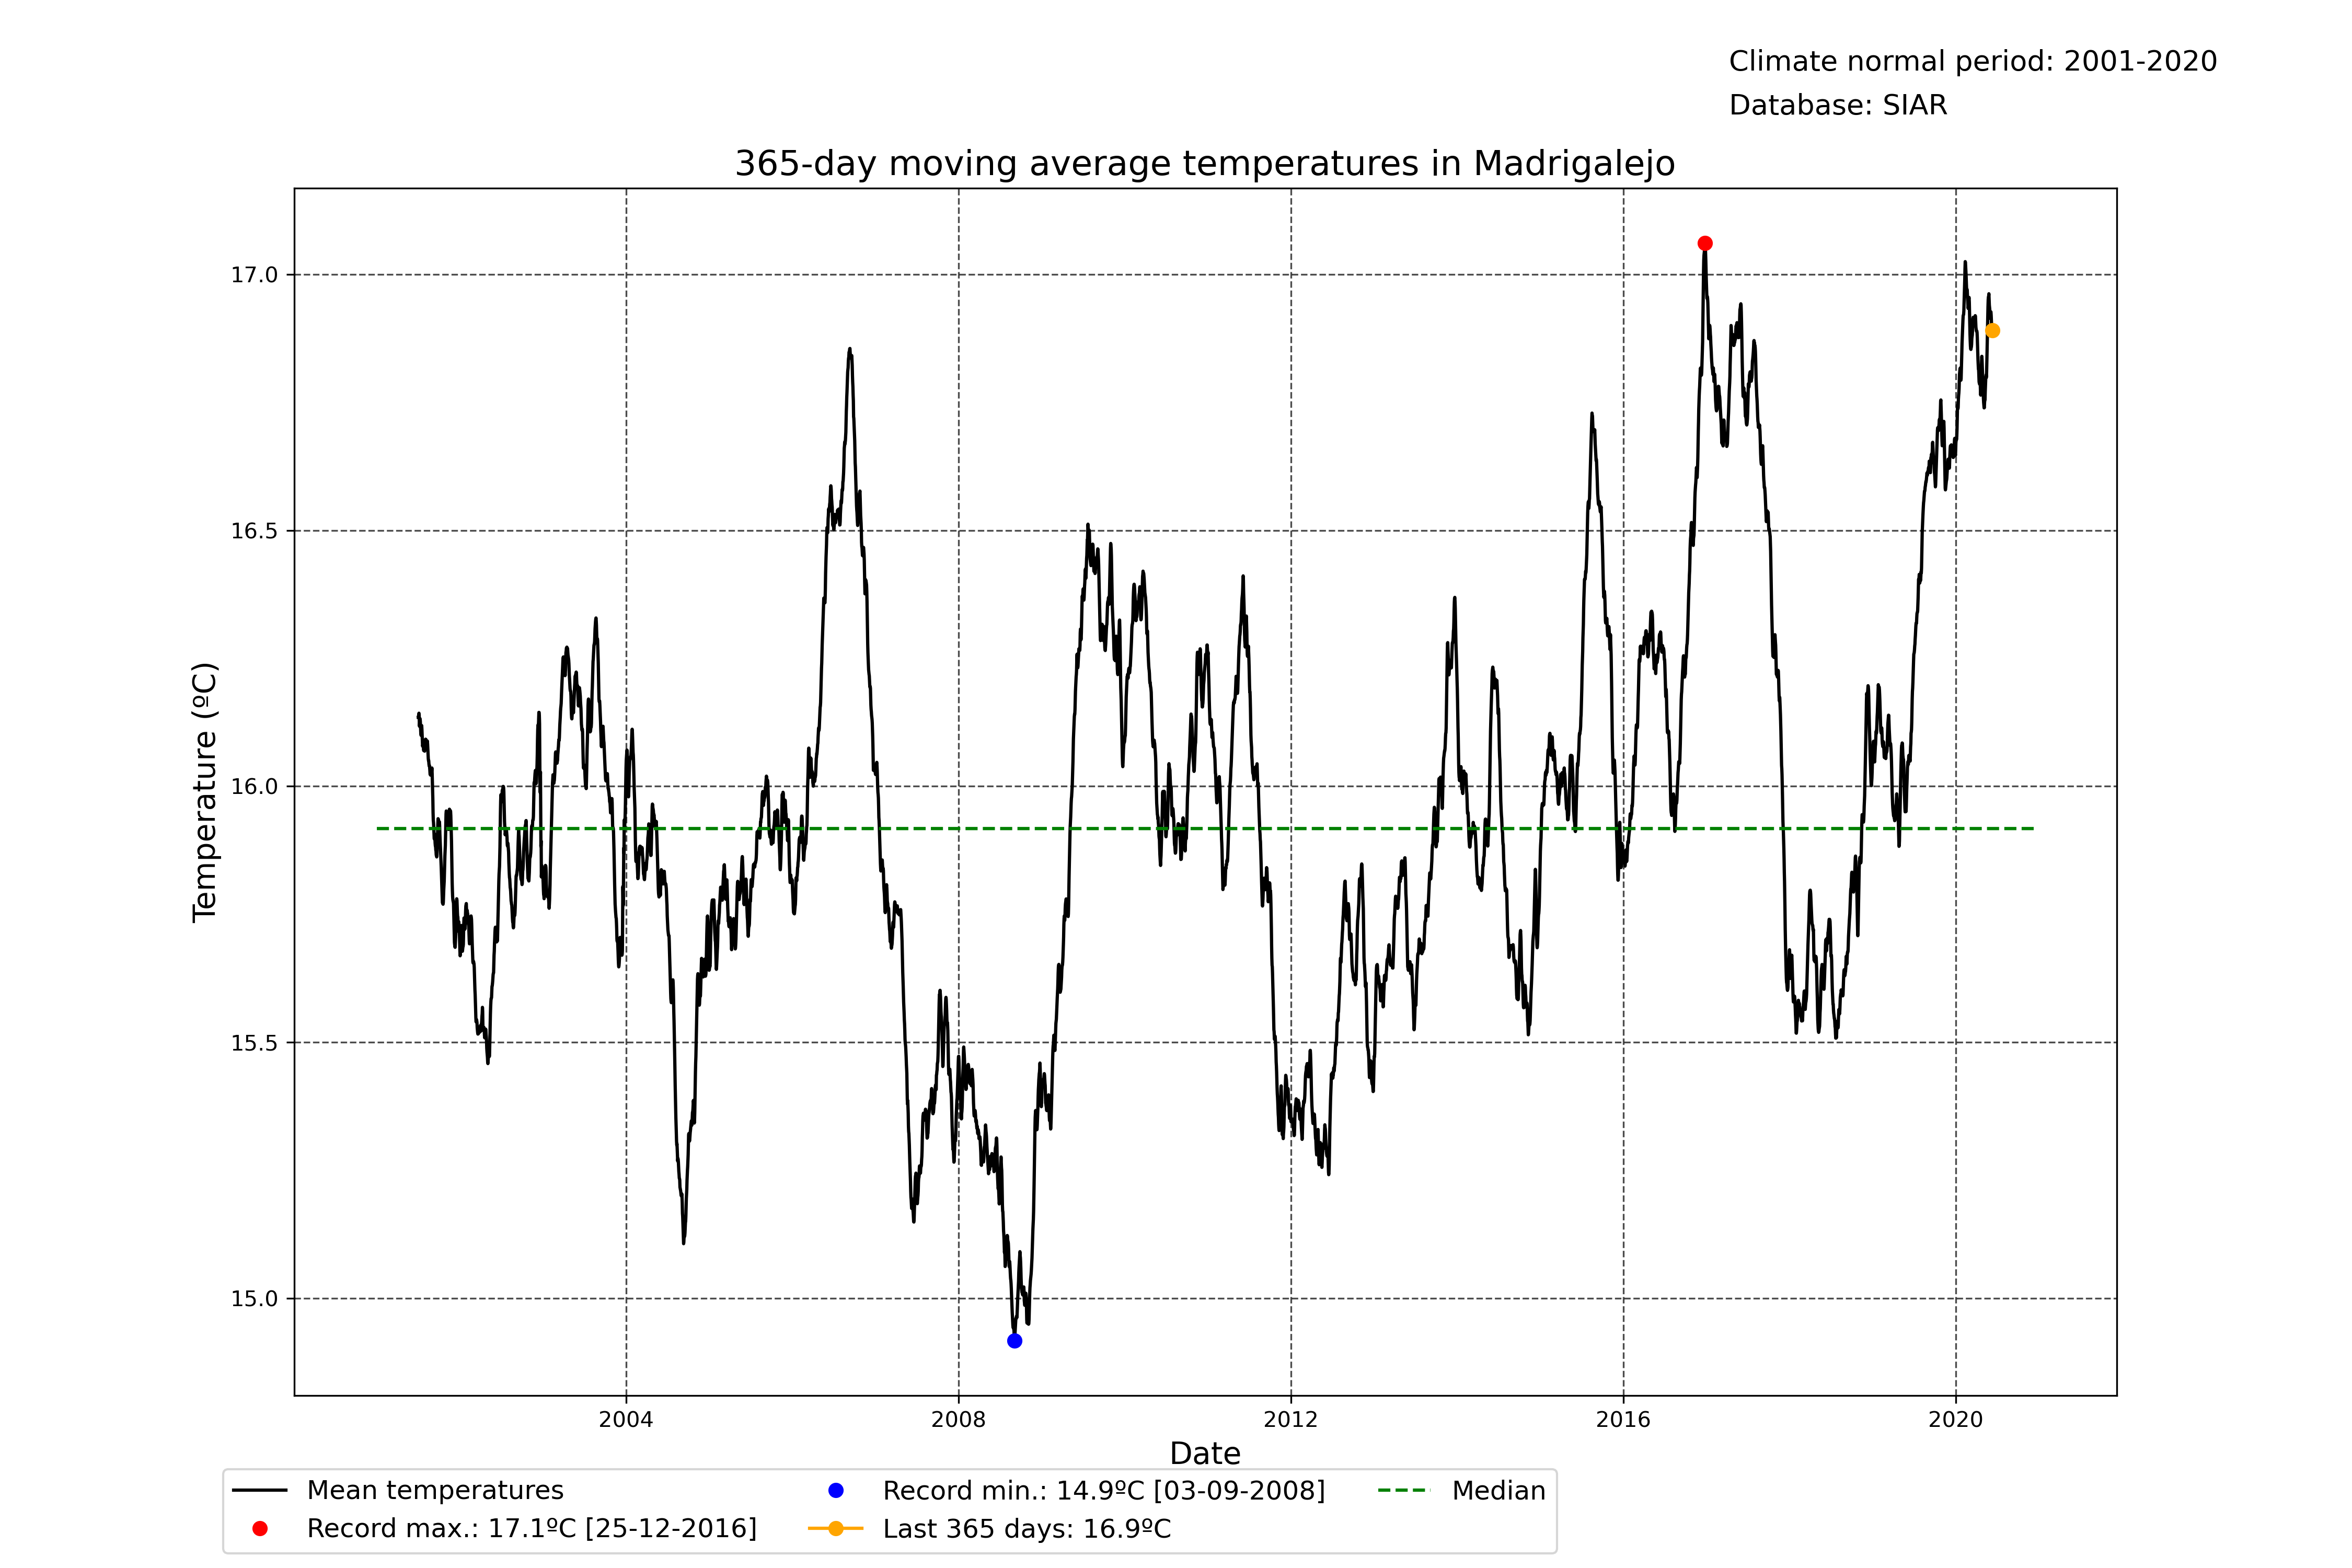 Climate normal period: 2001-2020
Database: SIAR
365-day moving average temperatures in Madrigalejo
Temperature (ºC)
17.0
16.5
16.0
15.5
15.0
2004
2008
2012
2016
2020
Date
Mean temperatures
Record max.: 17.1ºC [25-12-2016]
Record min.: 14.9ºC [03-09-2008]
Last 365 days: 16.9ºC
Median